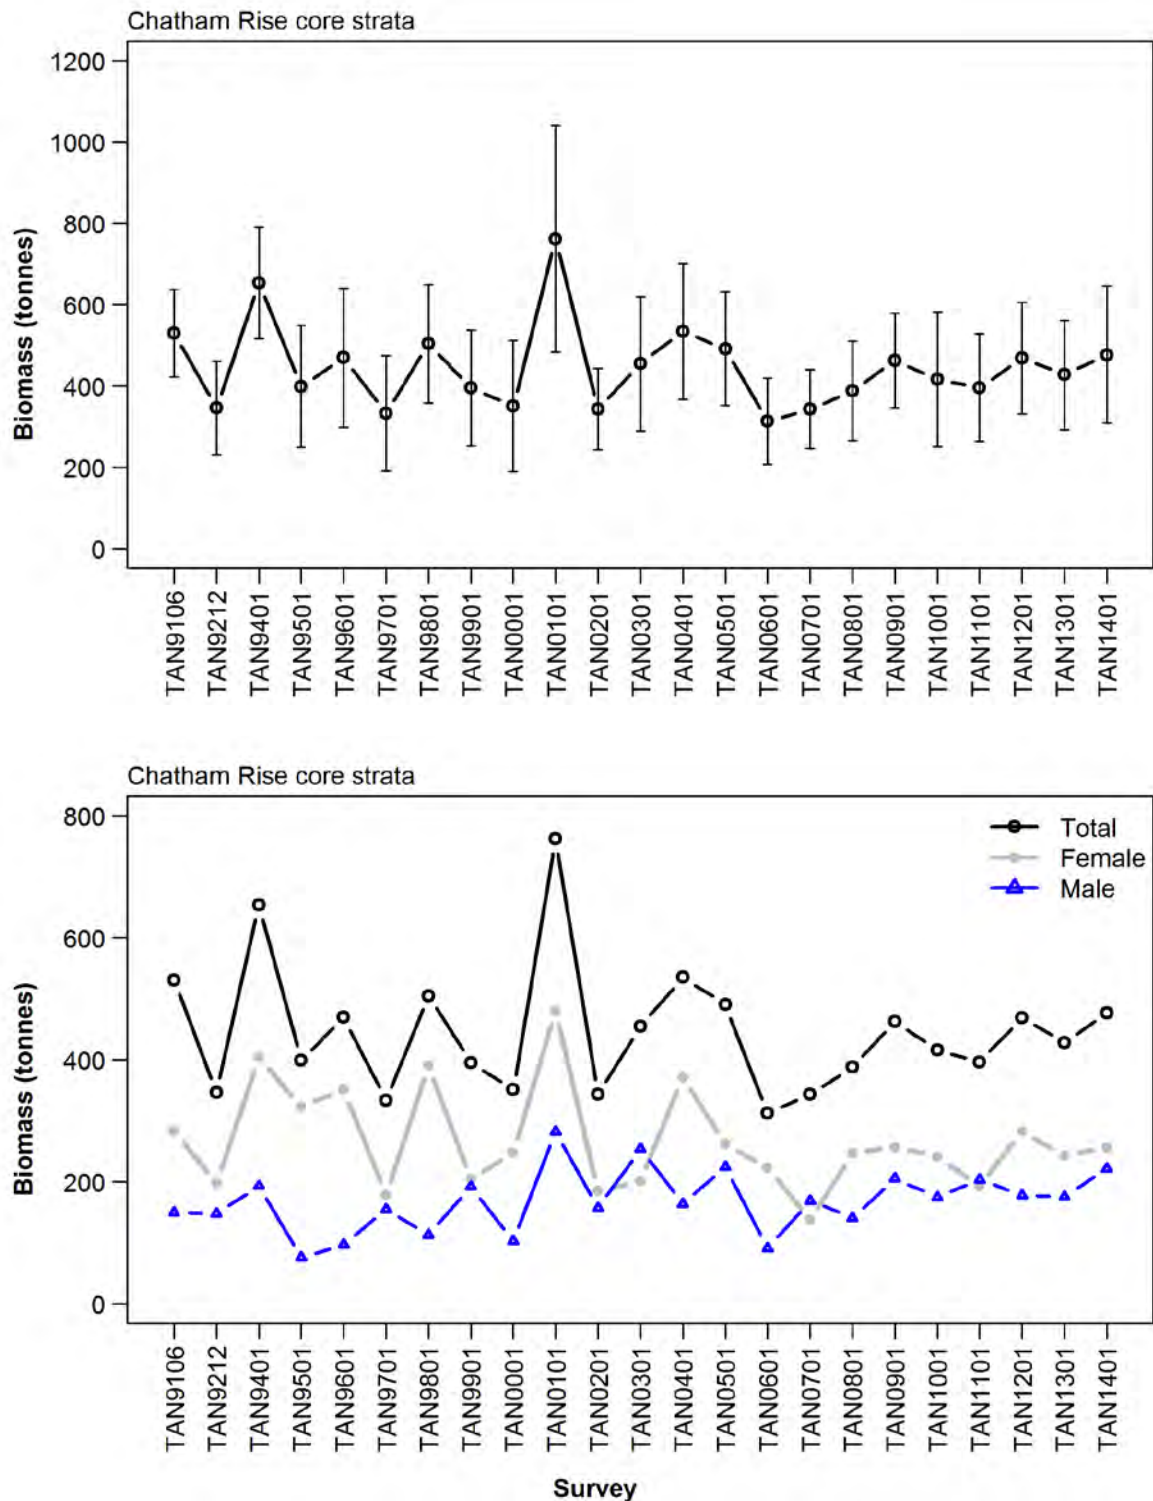 Chatham Rise core strata
1200
1000
800
600
400
200
0
Biomass (tonnes)
TAN9106
TAN9212
TAN9401
TAN9501
TAN9601
TAN9701
TAN9801
TAN9901
TAN0001
TAN0101
TAN0201
TAN0301
TAN0401
TAN0501
TAN0601
TAN0701
TAN0801
TAN0901
TAN1001
TAN1101
TAN1201
TAN1301
TAN1401
Chatham Rise core strata
800
600
400
200
0
Biomass (tonnes)
Total
Female
Male
TAN9106
TAN9212
TAN9401
TAN9501
TAN9601
TAN9701
TAN9801
TAN9901
TAN0001
TAN0101
TAN0201
TAN0301
TAN0401
TAN0501
TAN0601
TAN0701
TAN0801
TAN0901
TAN1001
TAN1101
TAN1201
TAN1301
TAN1401
Survey